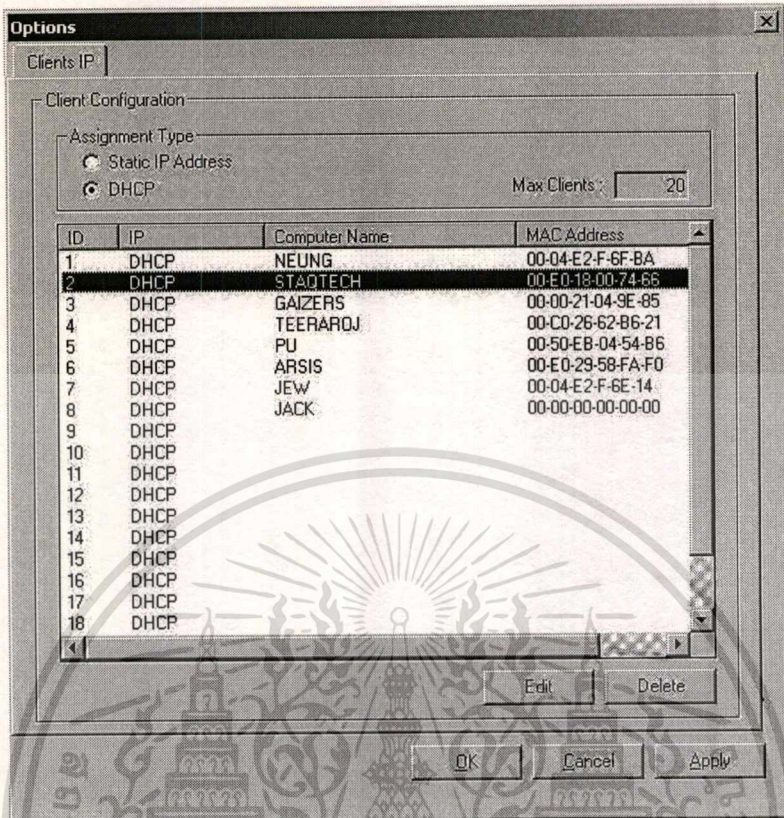 Options
Clients IP
Client Configuration
Assignment Type
Static IP Address
DHCP
Max Clients : 20
ID IP Computer Name MAC Address
1 DHCP NEUNG 00-04-E2-F-6F-BA
2 DHCP STADTECH 00-E0-18-00-74-66
3 DHCP GAIZERS 00-00-21-04-9E-85
4 DHCP TEERAROJ 00-C0-26-62-B6-21
5 DHCP PU 00-50-EB-04-54-B6
6 DHCP ARSIS 00-E0-29-58-FA-F0
7 DHCP JEW 00-04-E2-F-6E-14
8 DHCP JACK 00-00-00-00-00-00
9 DHCP
10 DHCP
11 DHCP
12 DHCP
13 DHCP
14 DHCP
15 DHCP
16 DHCP
17 DHCP
18 DHCP
Edit Delete
OK Cancel Apply